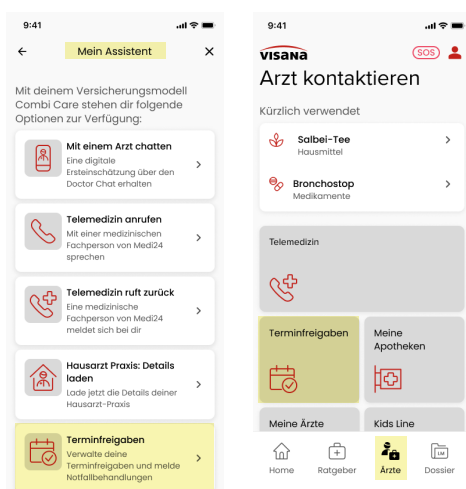 9:41
Mein Assistent
Mit deinem Versicherungsmodell
Combi Care stehen dir folgende
Optionen zur Verfügung:
Mit einem Arzt chatten
Eine digitale
Ersteinschätzung über den
Doctor Chat erhalten
Telemedizin anrufen
Mit einer medizinischen
Fachperson von Medi24
sprechen
Telemedizin ruft zurück
Eine medizinische
Fachperson von Medi24
meldet sich bei dir
Hausarzt Praxis: Details
laden
Lade jetzt die Details deiner
Hausarzt-Praxis
Terminfreigaben
Verwalte deine
Terminfreigaben und melde
Notfallbehandlungen
9:41
visana
SOS
Arzt kontaktieren
Kürzlich verwendet
Salbei-Tee
Hausmittel
Bronchostop
Medikamente
Telemedizin
Terminfreigaben
Meine
Apotheken
Meine Ärzte
Kids Line
Home
Ratgeber
Ärzte
LM
Dossier